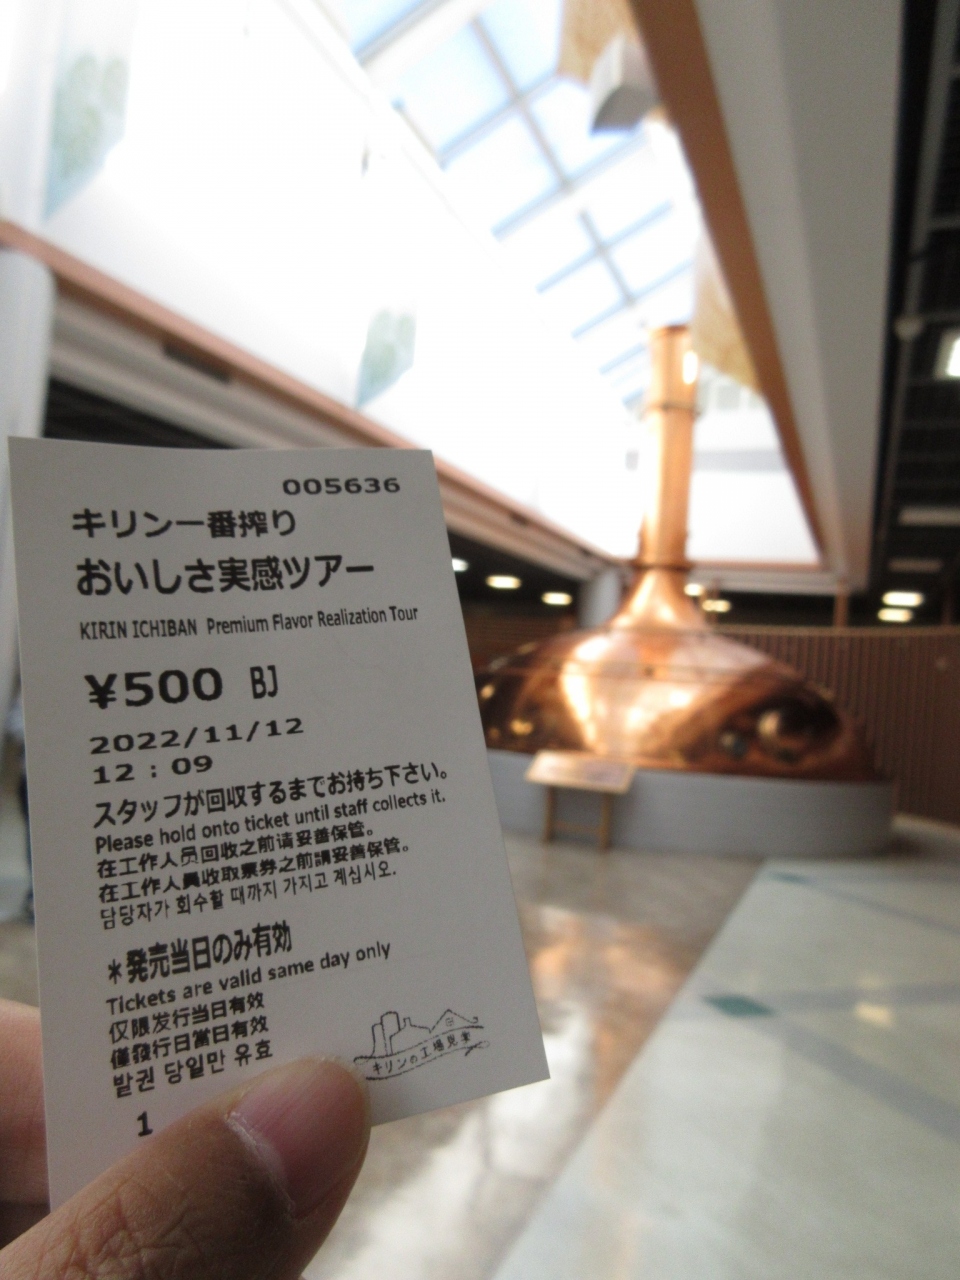 005636
キリン一番搾り
おいしさ実感ツアー
KIRIN ICHIBAN Premium Flavor Realization Tour
¥500 BJ
2022/11/12
12 : 09
スタッフが回収するまでお持ち下さい。
Please hold onto ticket until staff collects it.
在工作人员回收之前请妥善保管。
在工作人員收取票券之前請妥善保管。
담당자가 회수할 때까지 가지고 계십시오.
*発売当日のみ有効
Tickets are valid same day only
仅限发行当日有效
僅發行日當日有效
발권 당일만 유효
キリンの工場見学
1